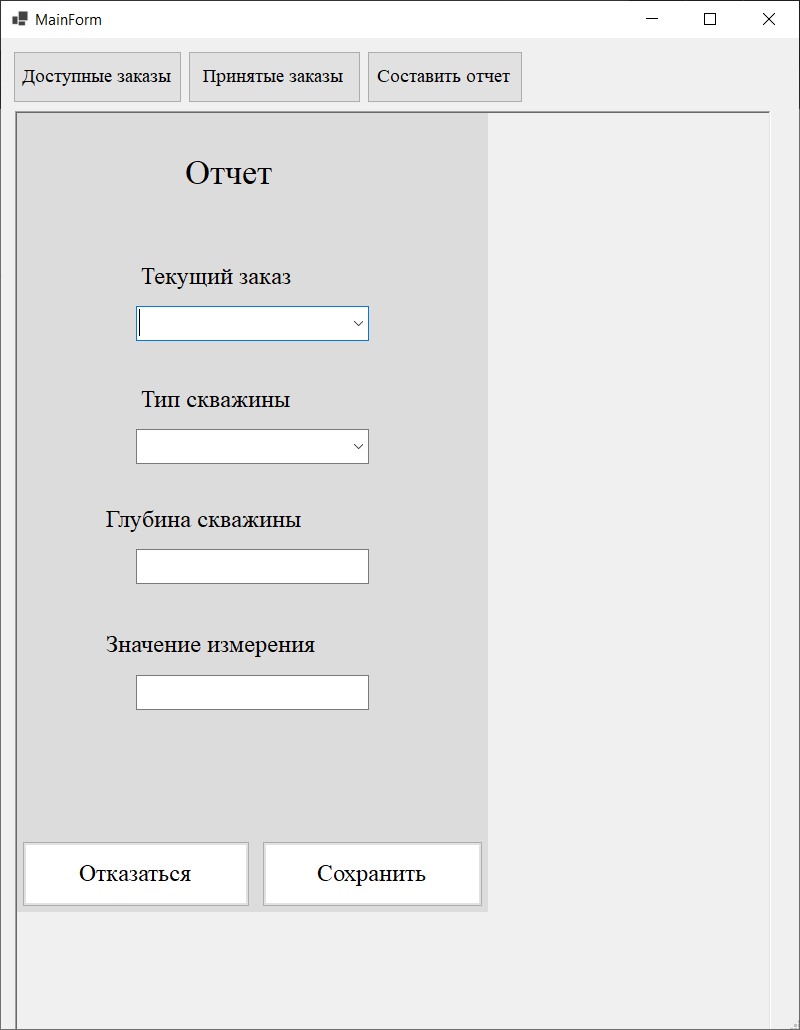 MainForm
Доступные заказы Принятые заказы Составить отчет
Отчет
Текущий заказ
Тип скважины
Глубина скважины
Значение измерения
Отказаться Сохранить